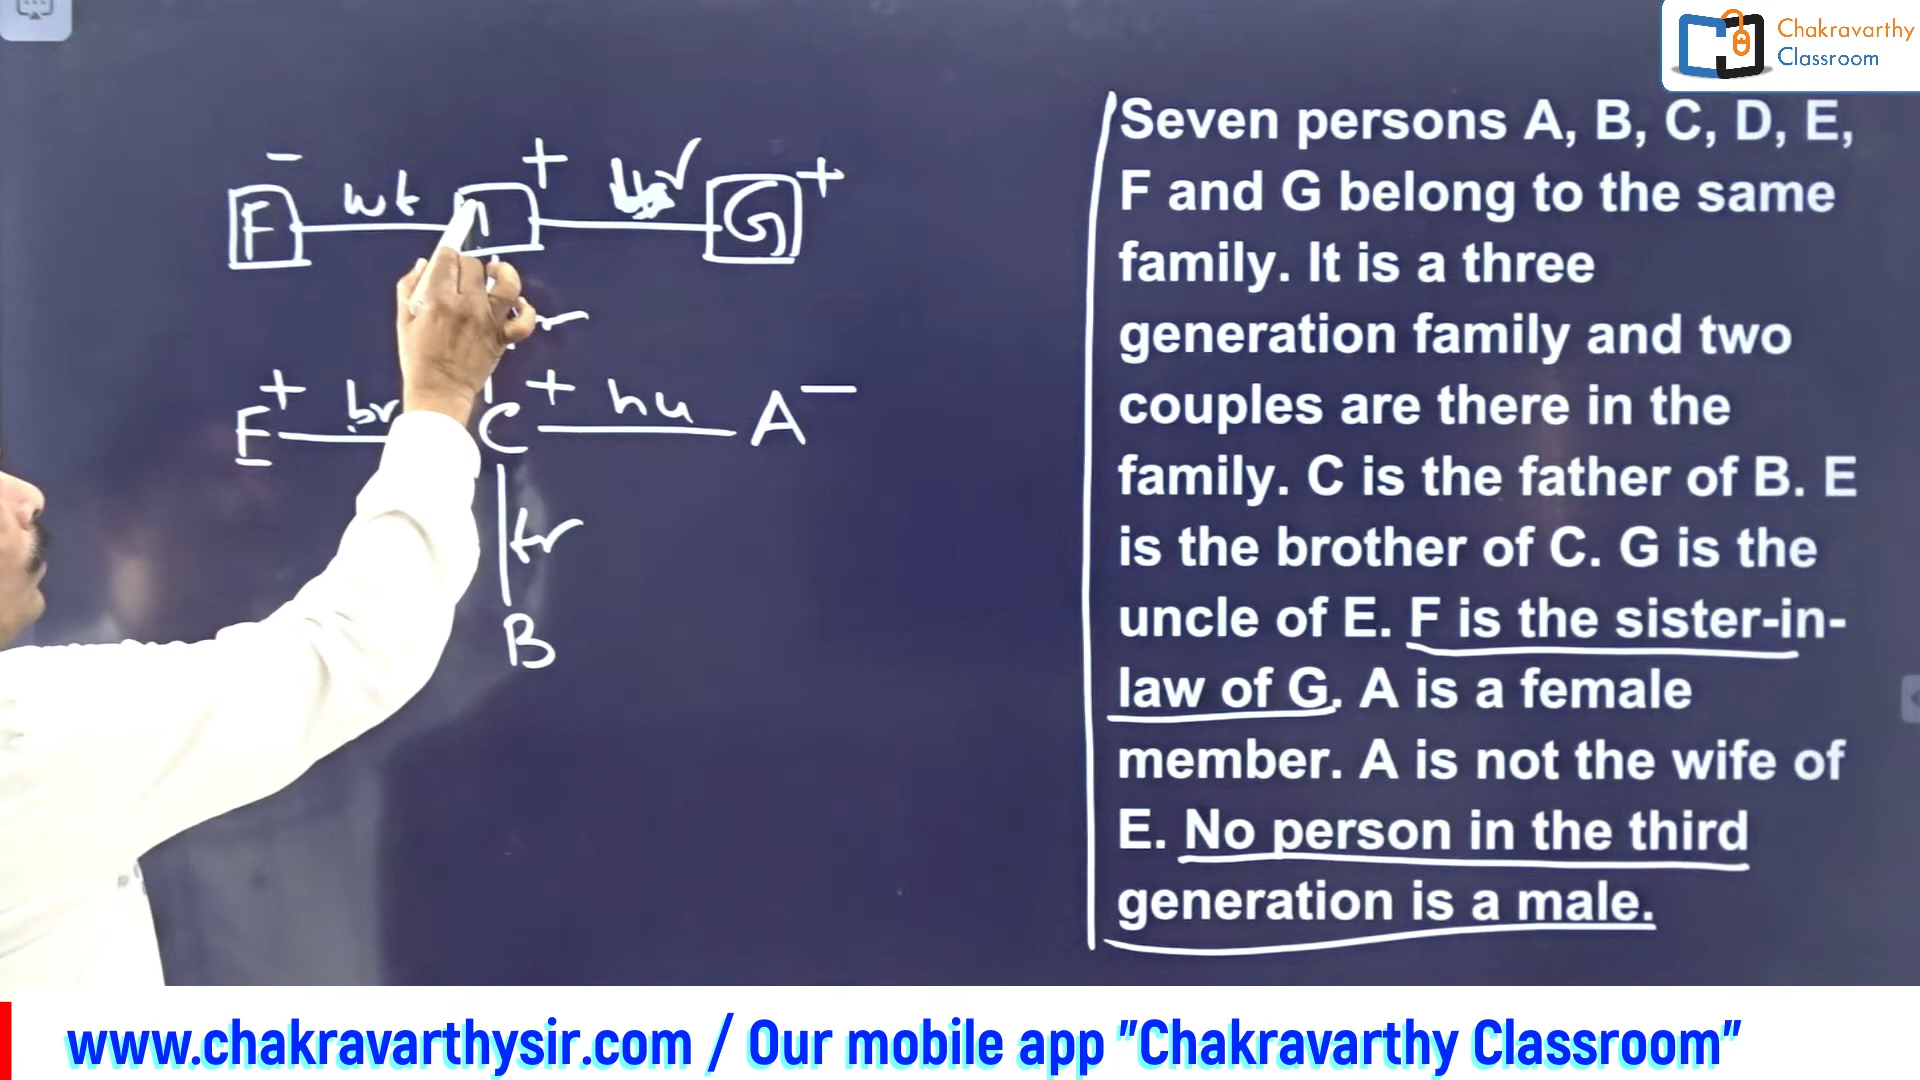 Chakravarthy
Classroom
Seven persons A, B, C, D, E,
F and G belong to the same
family. It is a three
generation family and two
couples are there in the
family. C is the father of B. E
is the brother of C. G is the
uncle of E. F is the sister-in-
law of G. A is a female
member. A is not the wife of
E. No person in the third
generation is a male.
- + +
F G
+ br + hu -
E C A
B
www.chakravarthysir.com / Our mobile app "Chakravarthy Classroom"